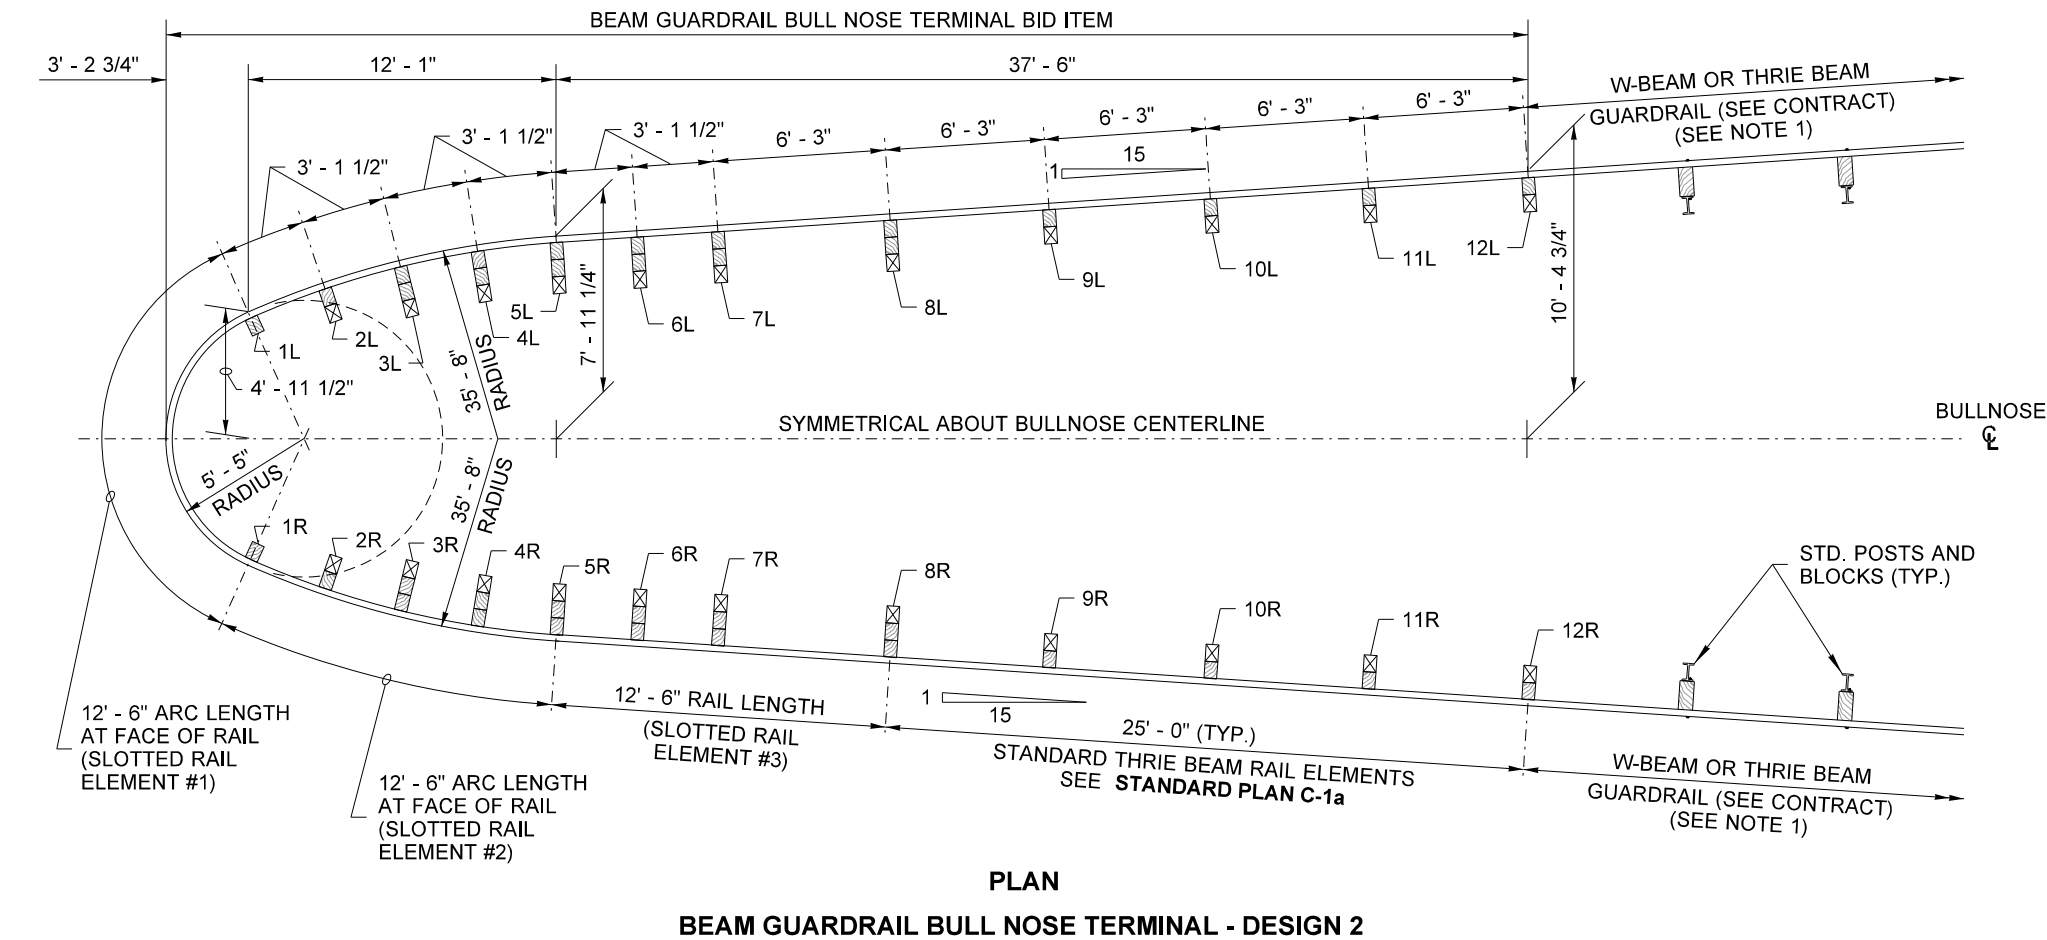 BEAM GUARDRAIL BULL NOSE TERMINAL BID ITEM
3' - 2 3/4"
12' - 1"
37' - 6"
W-BEAM OR THRIE BEAM
GUARDRAIL (SEE CONTRACT)
(SEE NOTE 1)
3' - 1 1/2"
3' - 1 1/2"
3' - 1 1/2"
6' - 3"
6' - 3"
6' - 3"
6' - 3"
6' - 3"
1
15
1L
2L
3L
4L
5L
6L
7L
8L
9L
10L
11L
12L
4' - 11 1/2"
35' - 8"
RADIUS
7' - 11 1/4"
10' - 4 3/4"
SYMMETRICAL ABOUT BULLNOSE CENTERLINE
BULLNOSE
CL
5' - 5"
RADIUS
35' - 8"
RADIUS
1R
2R
3R
4R
5R
6R
7R
8R
9R
10R
11R
12R
STD. POSTS AND
BLOCKS (TYP.)
12' - 6" ARC LENGTH
AT FACE OF RAIL
(SLOTTED RAIL
ELEMENT #1)
12' - 6" ARC LENGTH
AT FACE OF RAIL
(SLOTTED RAIL
ELEMENT #2)
12' - 6" RAIL LENGTH
(SLOTTED RAIL
ELEMENT #3)
1
15
25' - 0" (TYP.)
STANDARD THRIE BEAM RAIL ELEMENTS
SEE STANDARD PLAN C-1a
W-BEAM OR THRIE BEAM
GUARDRAIL (SEE CONTRACT)
(SEE NOTE 1)
PLAN
BEAM GUARDRAIL BULL NOSE TERMINAL - DESIGN 2